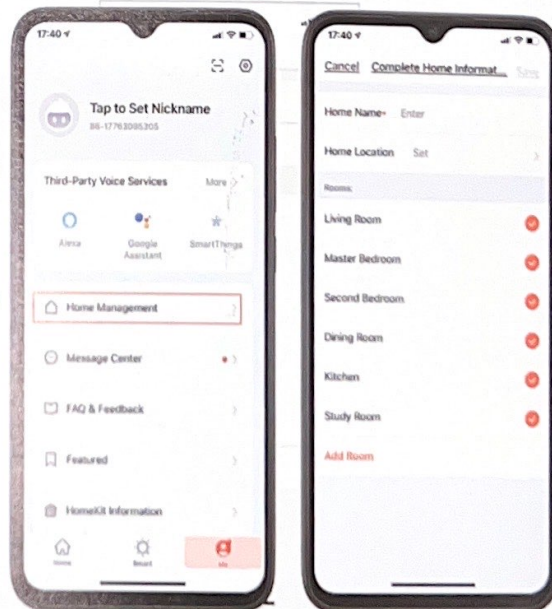 17:40
Tap to Set Nickname
86-17763095305
Third-Party Voice Services More
Alexa
Google Assistant
SmartThings
Home Management
Message Center
FAQ & Feedback
Featured
HomeKit Information
Home
Smart
Me
17:40
Cancel Complete Home Informat... Save
Home Name* Enter
Home Location Set
Rooms:
Living Room
Master Bedroom
Second Bedroom
Dining Room
Kitchen
Study Room
Add Room